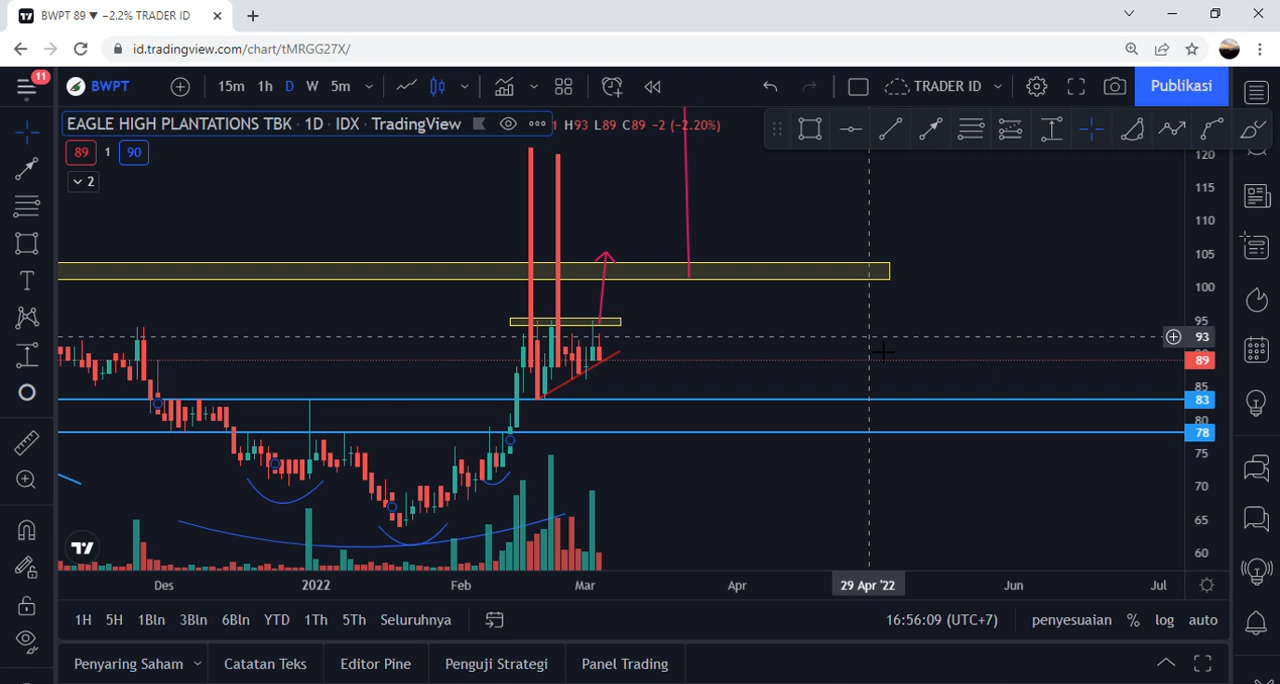 BWPT 89 ▼ −2.2% TRADER ID
id.tradingview.com/chart/tMRGG27X/
11
BWPT
15m 1h D W 5m
TRADER ID
Publikasi
EAGLE HIGH PLANTATIONS TBK · 1D · IDX · TradingView
H93 L89 C89 −2 (−2.20%)
89 1 90
2
120
115
110
105
100
95
93
89
85
83
80
78
75
70
65
60
Des 2022 Feb Mar Apr 29 Apr '22 Jun Jul
1H 5H 1Bln 3Bln 6Bln YTD 1Th 5Th Seluruhnya
16:56:09 (UTC+7) penyesuaian % log auto
Penyaring Saham Catatan Teks Editor Pine Penguji Strategi Panel Trading